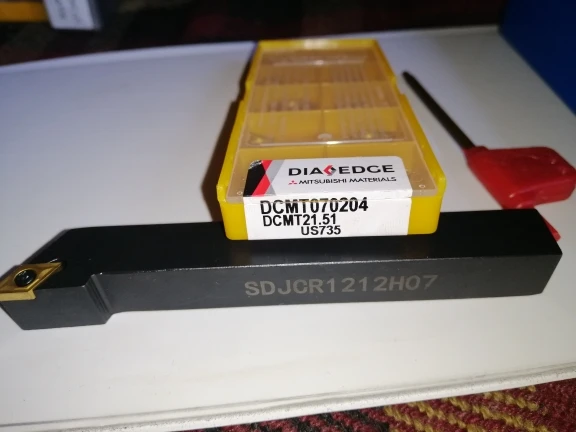 DIAEDGE
MITSUBISHI MATERIALS
DCMT070204
DCMT21.51
US735
SDJCR1212H07